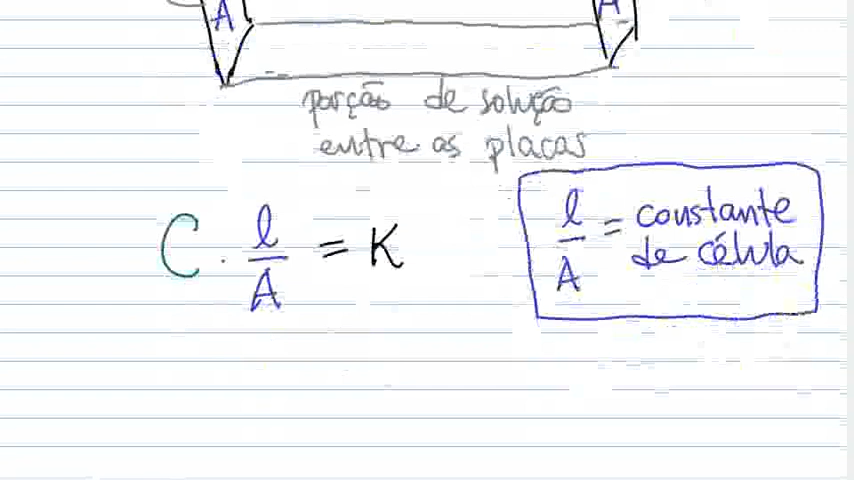 A A
porção de solução
entre as placas
C . l/A = K
l/A = constante
de célula